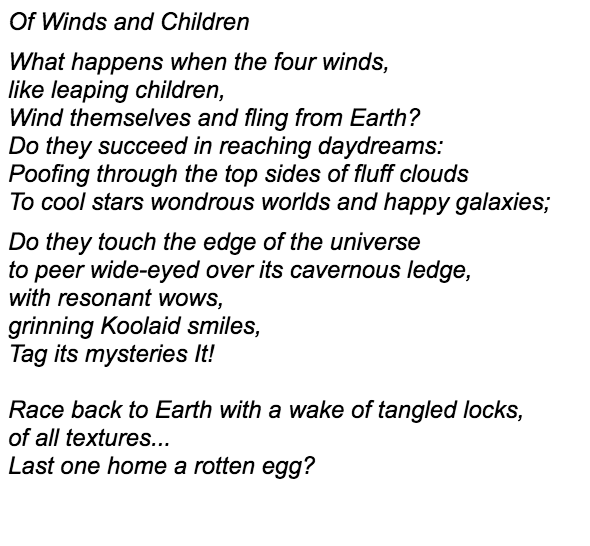 Of Winds and Children
What happens when the four winds,
like leaping children,
Wind themselves and fling from Earth?
Do they succeed in reaching daydreams:
Poofing through the top sides of fluff clouds
To cool stars wondrous worlds and happy galaxies;
Do they touch the edge of the universe
to peer wide-eyed over its cavernous ledge,
with resonant wows,
grinning Koolaid smiles,
Tag its mysteries It!
Race back to Earth with a wake of tangled locks,
of all textures...
Last one home a rotten egg?